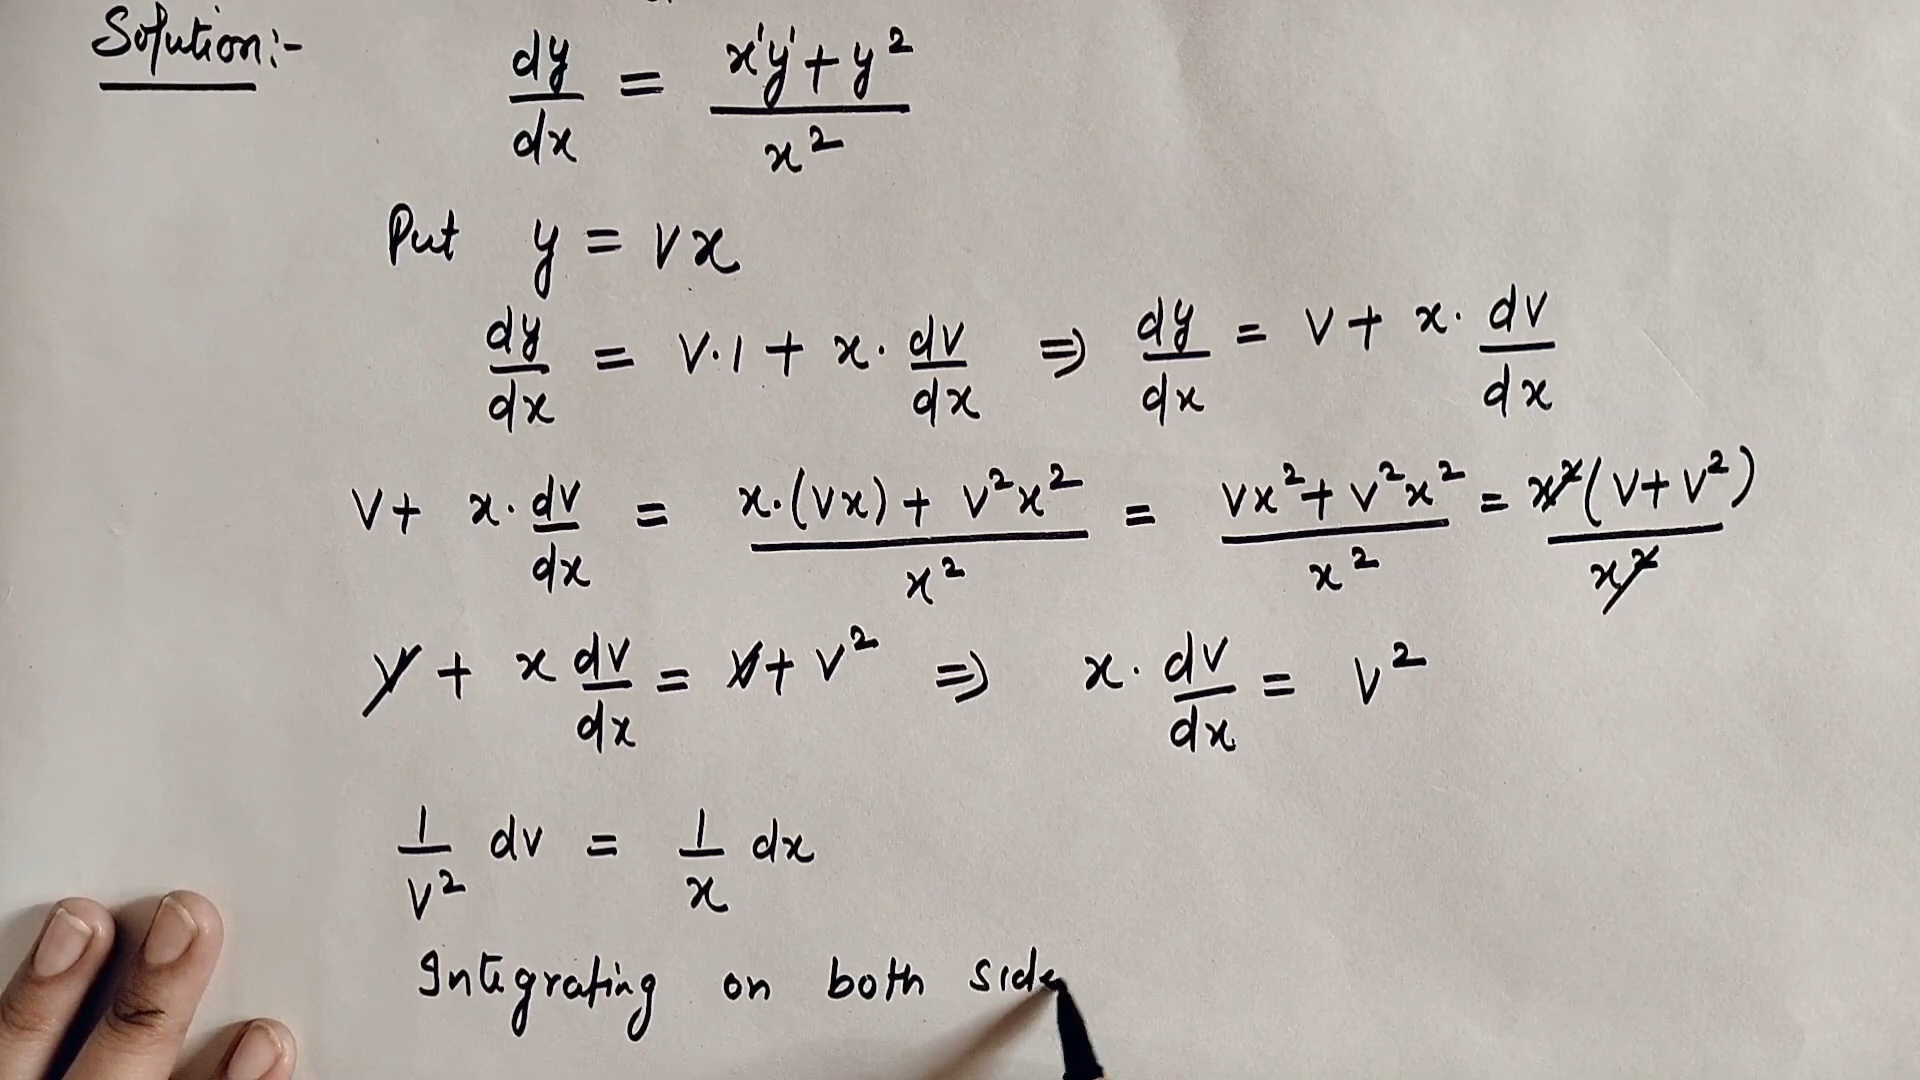 Solution:-
dy/dx = (x¹y¹ + y²)/x²
Put y = vx
dy/dx = v·1 + x·dv/dx ⇒ dy/dx = v + x·dv/dx
v + x·dv/dx = (x·(vx) + v²x²)/x² = (vx² + v²x²)/x² = x²(v + v²)/x²
v + x dv/dx = v + v² ⇒ x·dv/dx = v²
1/v² dv = 1/x dx
Integrating on both side